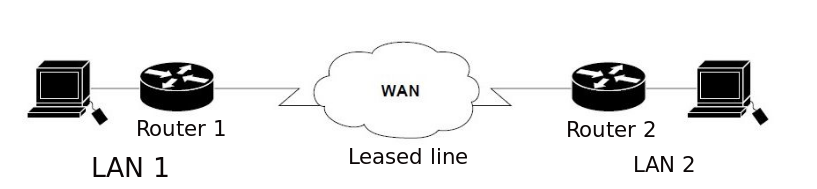 WAN
Router 1
Router 2
Leased line
LAN 1
LAN 2